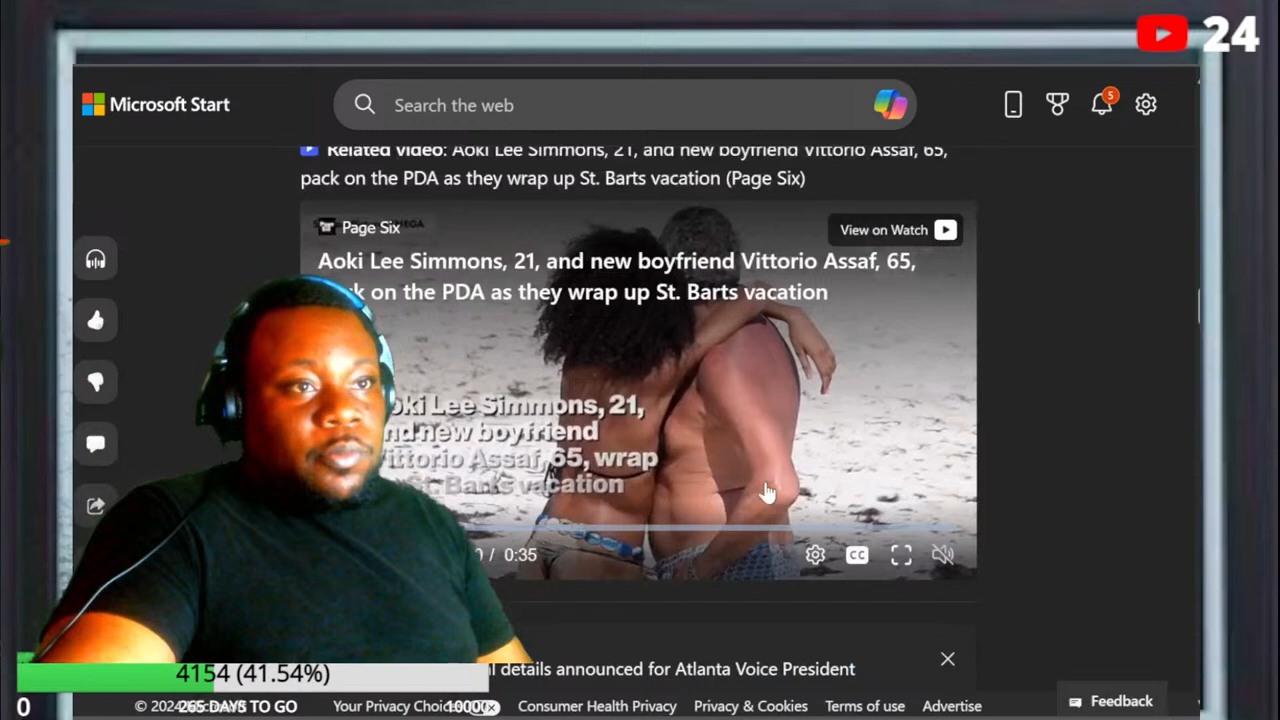 24
Microsoft Start
Search the web
5
Related video: Aoki Lee Simmons, 21, and new boyfriend Vittorio Assaf, 65,
pack on the PDA as they wrap up St. Barts vacation (Page Six)
Page Six
View on Watch
Aoki Lee Simmons, 21, and new boyfriend Vittorio Assaf, 65,
on the PDA as they wrap up St. Barts vacation
Lee Simmons, 21,
new boyfriend
Assaf, 65, wrap
St. Barts vacation
/ 0:35
CC
details announced for Atlanta Voice President
4154 (41.54%)
0
265 DAYS TO GO
10000
© 2024
Your Privacy
Consumer Health Privacy
Privacy & Cookies
Terms of use
Advertise
Feedback